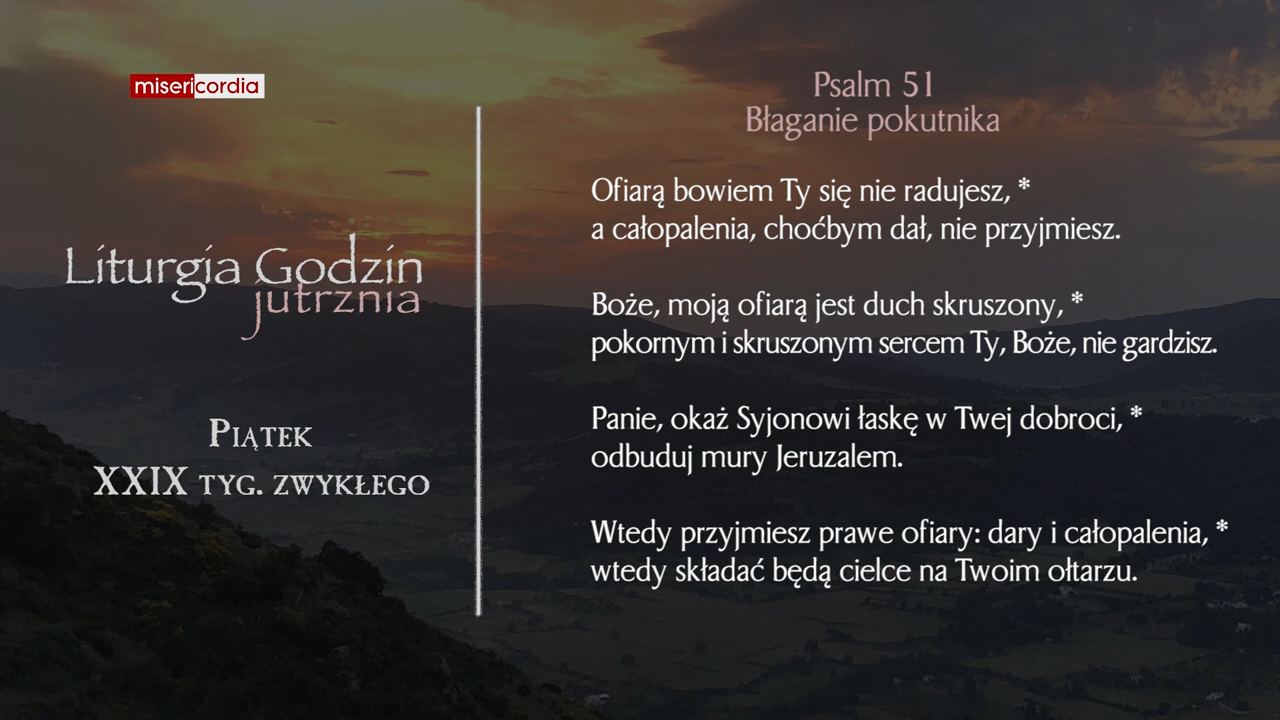 misericordia
Liturgia Godzin
jutrznia
Piątek
XXIX tyg. zwykłego
Psalm 51
Błaganie pokutnika
Ofiarą bowiem Ty się nie radujesz, *
a całopalenia, choćbym dał, nie przyjmiesz.
Boże, moją ofiarą jest duch skruszony, *
pokornym i skruszonym sercem Ty, Boże, nie gardzisz.
Panie, okaż Syjonowi łaskę w Twej dobroci, *
odbuduj mury Jeruzalem.
Wtedy przyjmiesz prawe ofiary: dary i całopalenia, *
wtedy składać będą cielce na Twoim ołtarzu.